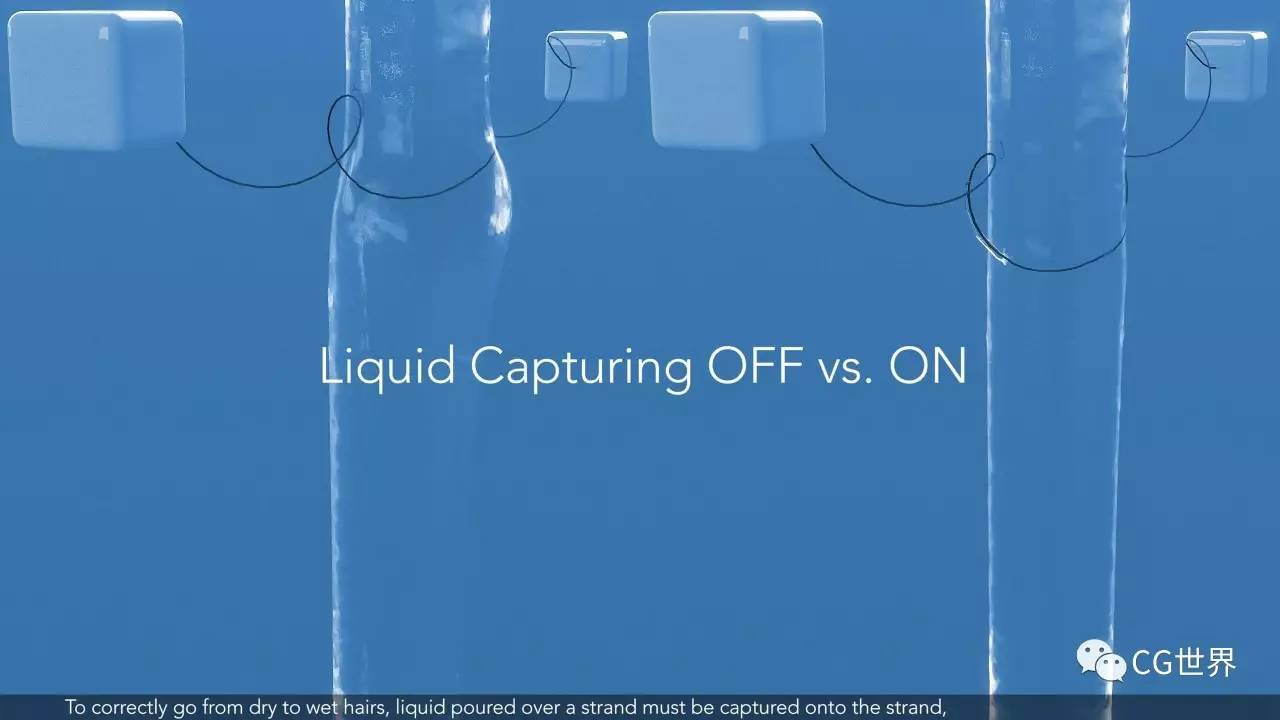 Liquid Capturing OFF vs. ON
CG世界
To correctly go from dry to wet hairs, liquid poured over a strand must be captured onto the strand,